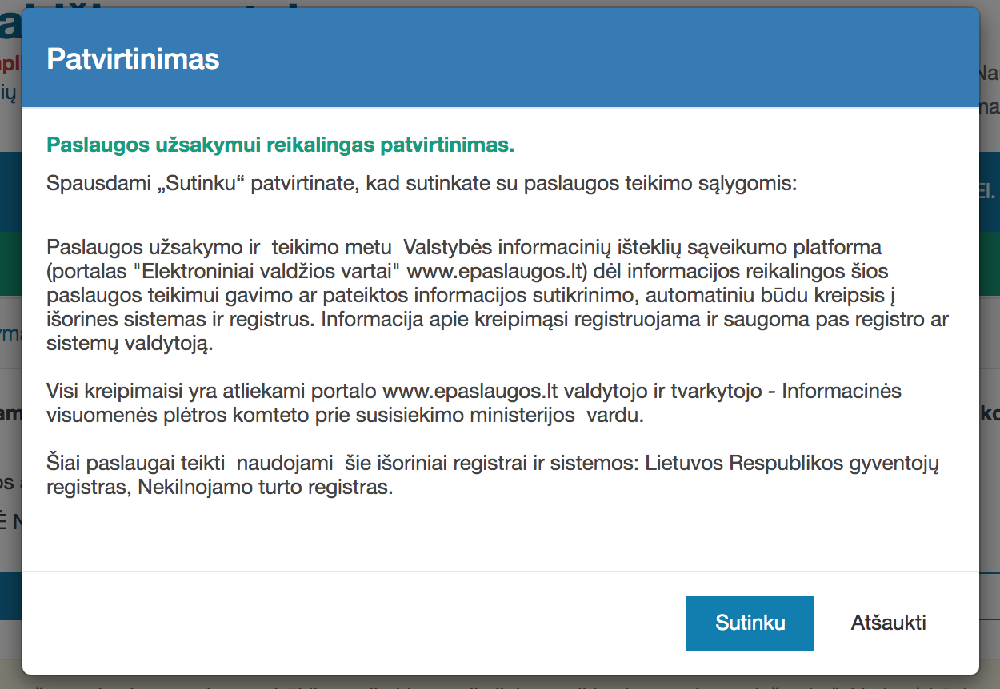 Patvirtinimas
Paslaugos užsakymui reikalingas patvirtinimas.
Spausdami „Sutinku“ patvirtinate, kad sutinkate su paslaugos teikimo sąlygomis:
Paslaugos užsakymo ir teikimo metu Valstybės informacinių išteklių sąveikumo platforma
(portalas "Elektroniniai valdžios vartai" www.epaslaugos.lt) dėl informacijos reikalingos šios
paslaugos teikimui gavimo ar pateiktos informacijos sutikrinimo, automatiniu būdu kreipsis į
išorines sistemas ir registrus. Informacija apie kreipimąsi registruojama ir saugoma pas registro ar
sistemų valdytoją.
Visi kreipimaisi yra atliekami portalo www.epaslaugos.lt valdytojo ir tvarkytojo - Informacinės
visuomenės plėtros komteto prie susisiekimo ministerijos vardu.
Šiai paslaugai teikti naudojami šie išoriniai registrai ir sistemos: Lietuvos Respublikos gyventojų
registras, Nekilnojamo turto registras.
Sutinku Atšaukti